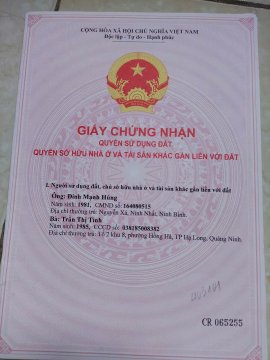 CỘNG HÒA XÃ HỘI CHỦ NGHĨA VIỆT NAM
Độc lập - Tự do - Hạnh phúc
VIỆT NAM
GIẤY CHỨNG NHẬN
QUYỀN SỬ DỤNG ĐẤT
QUYỀN SỞ HỮU NHÀ Ở VÀ TÀI SẢN KHÁC GẮN LIỀN VỚI ĐẤT
I. Người sử dụng đất, chủ sở hữu nhà ở và tài sản khác gắn liền với đất
Ông: Đinh Mạnh Hùng
Năm sinh: 1981, CMND số: 164080515
Địa chỉ thường trú: Nguyễn Xá, Ninh Nhất, Ninh Bình.
Bà: Trần Thị Tình
Năm sinh: 1985, CCCD số: 038185008382
Địa chỉ thường trú: Tổ 2 khu 8, phường Hồng Hà, TP Hạ Long, Quảng Ninh.
CR 065255